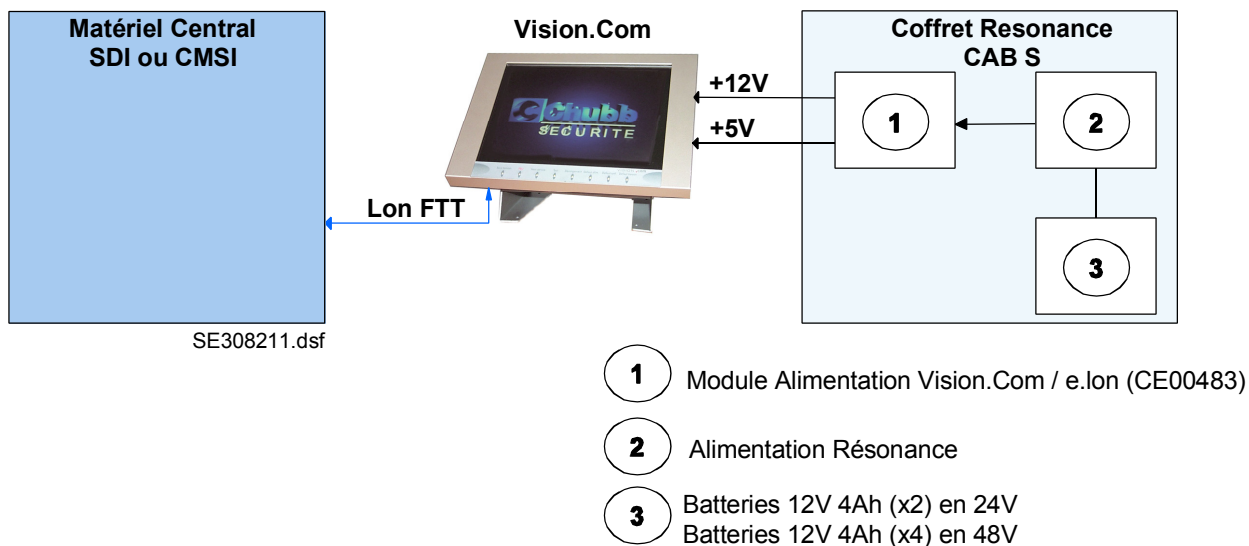 Matériel Central
SDI ou CMSI
Vision.Com
Coffret Resonance
CAB S
+12V
+5V
Chubb
SECURITE
1
2
3
Lon FTT
SE308211.dsf
1 Module Alimentation Vision.Com / e.lon (CE00483)
2 Alimentation Résonance
3 Batteries 12V 4Ah (x2) en 24V
Batteries 12V 4Ah (x4) en 48V